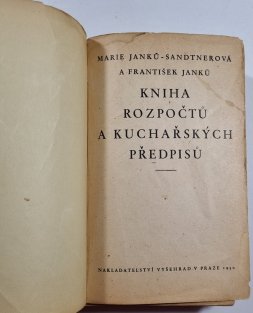 MARIE JANKŮ-SANDTNEROVÁ
A FRANTIŠEK JANKŮ
KNIHA
ROZPOČTŮ
A KUCHAŘSKÝCH
PŘEDPISŮ
NAKLADATELSTVÍ VYŠEHRAD V PRAZE